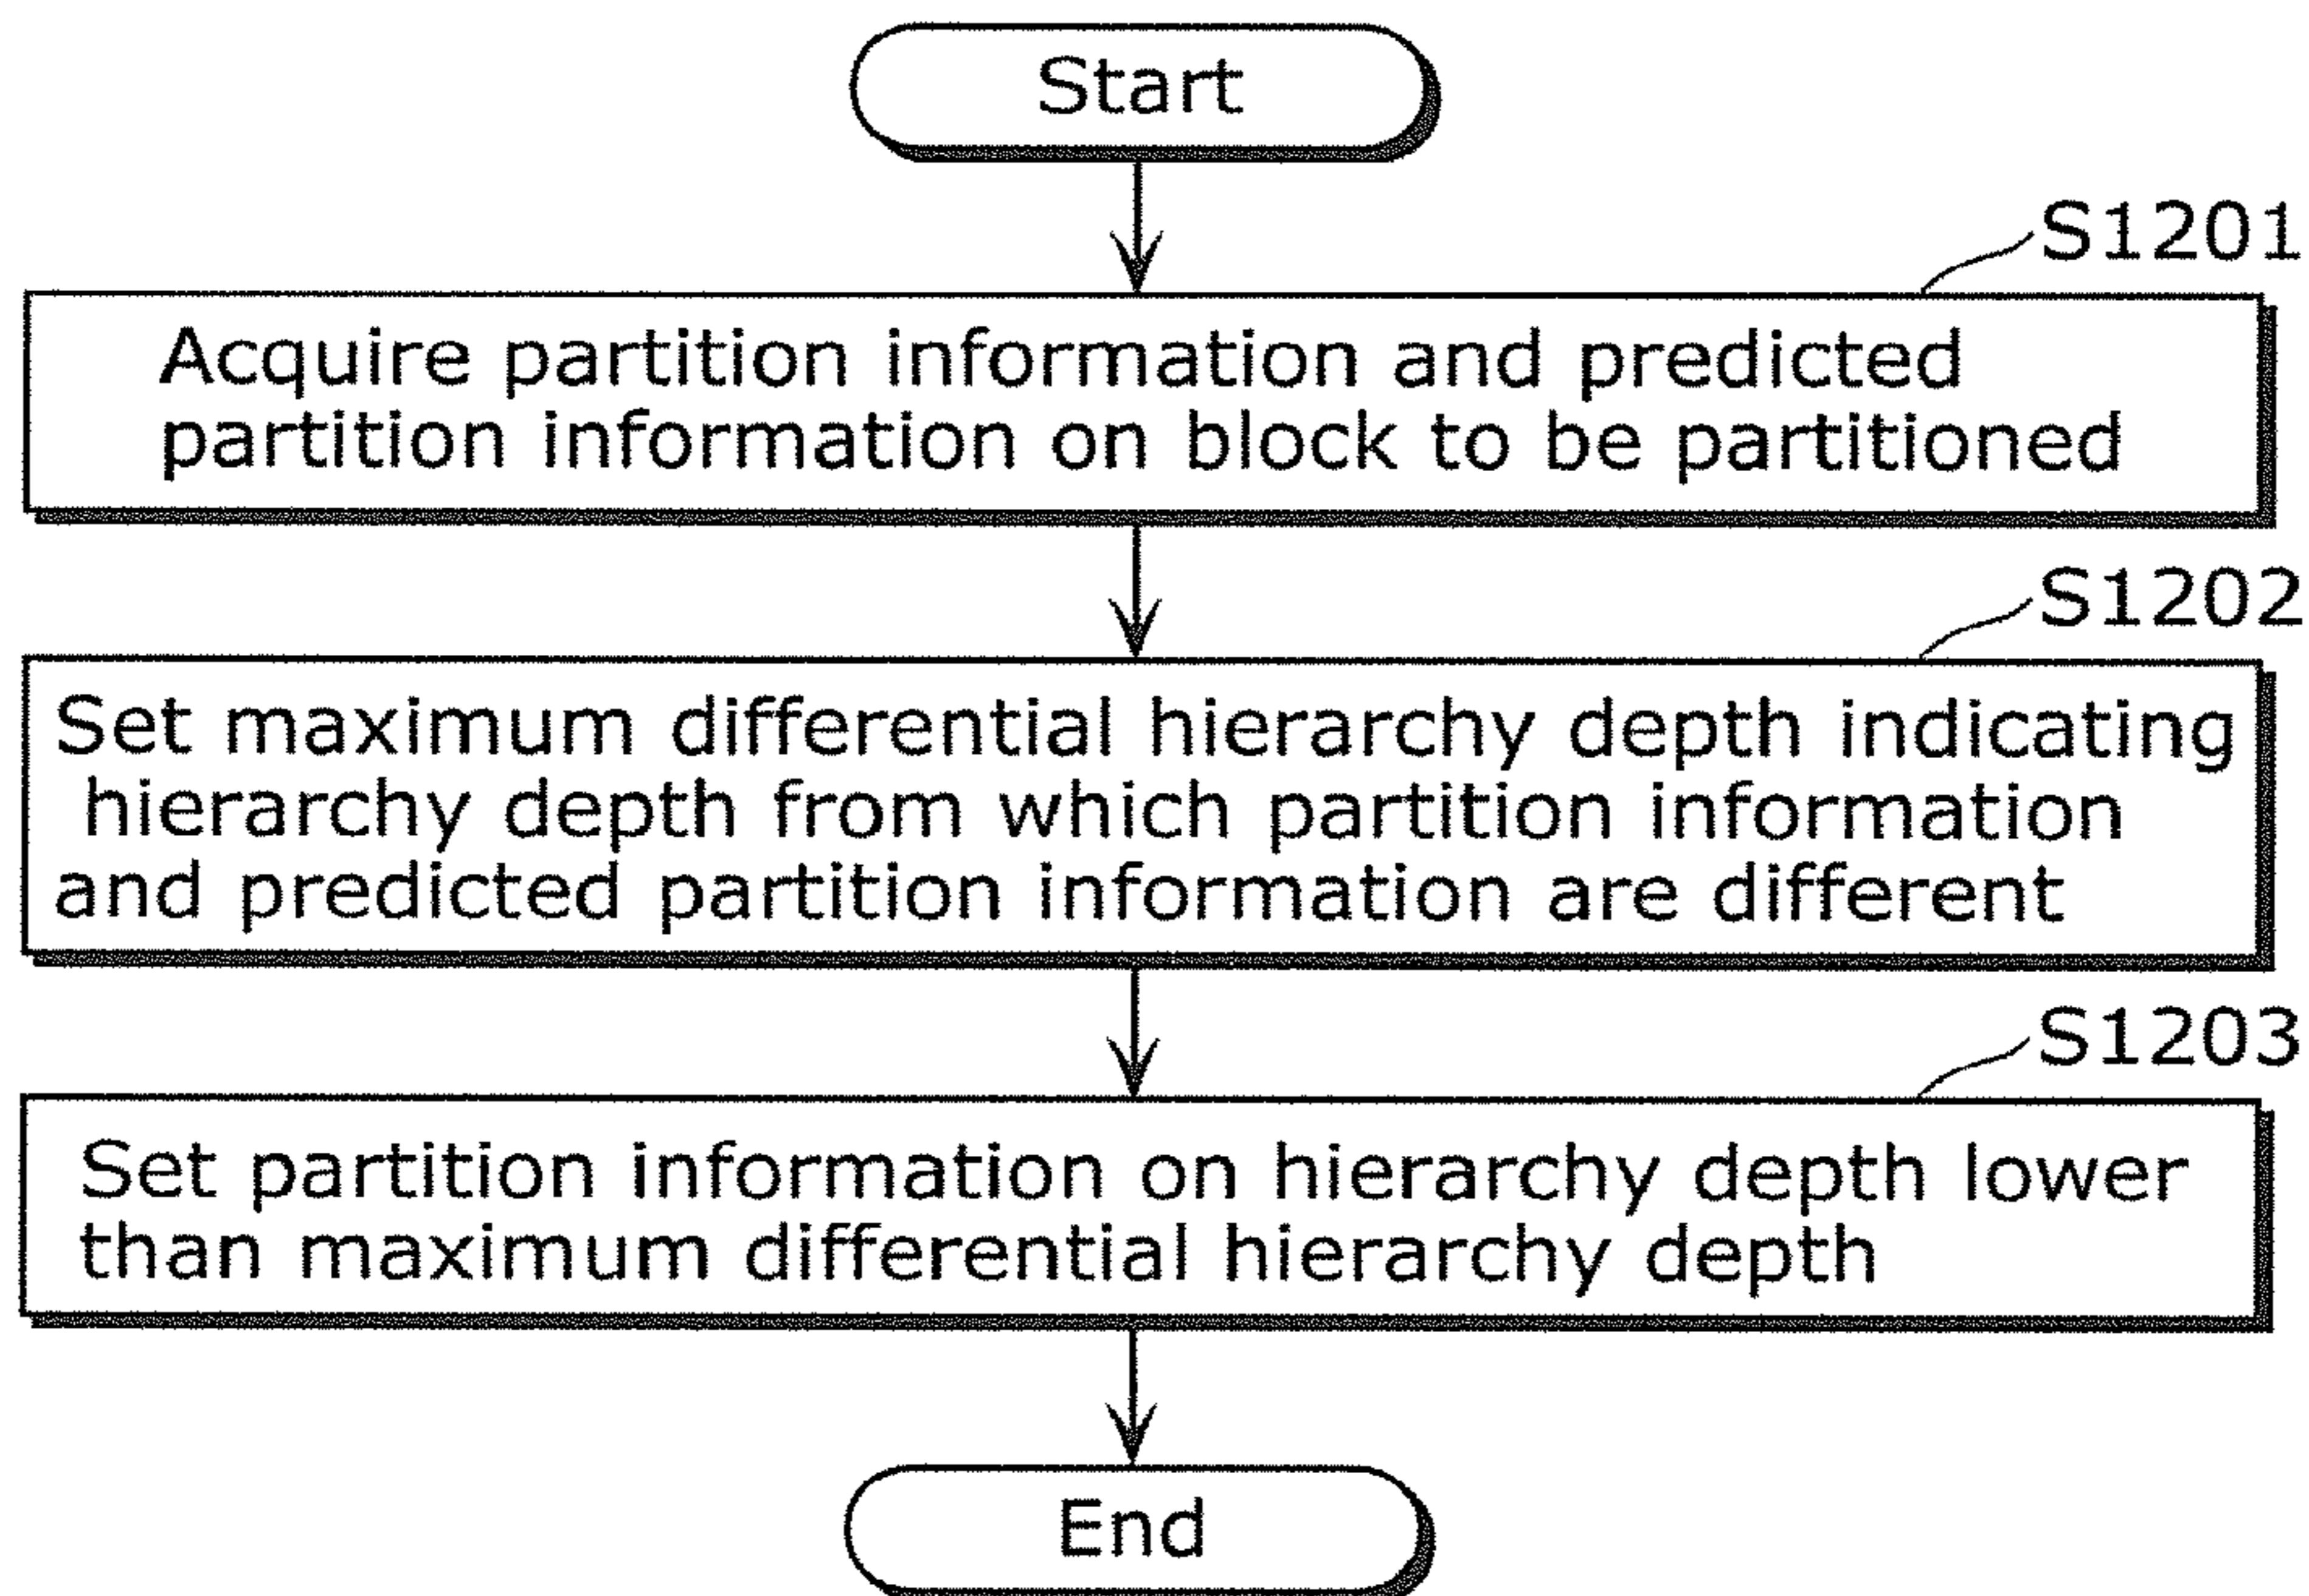 Start
S1201
Acquire partition information and predicted
partition information on block to be partitioned
S1202
Set maximum differential hierarchy depth indicating
hierarchy depth from which partition information
and predicted partition information are different
S1203
Set partition information on hierarchy depth lower
than maximum differential hierarchy depth
End